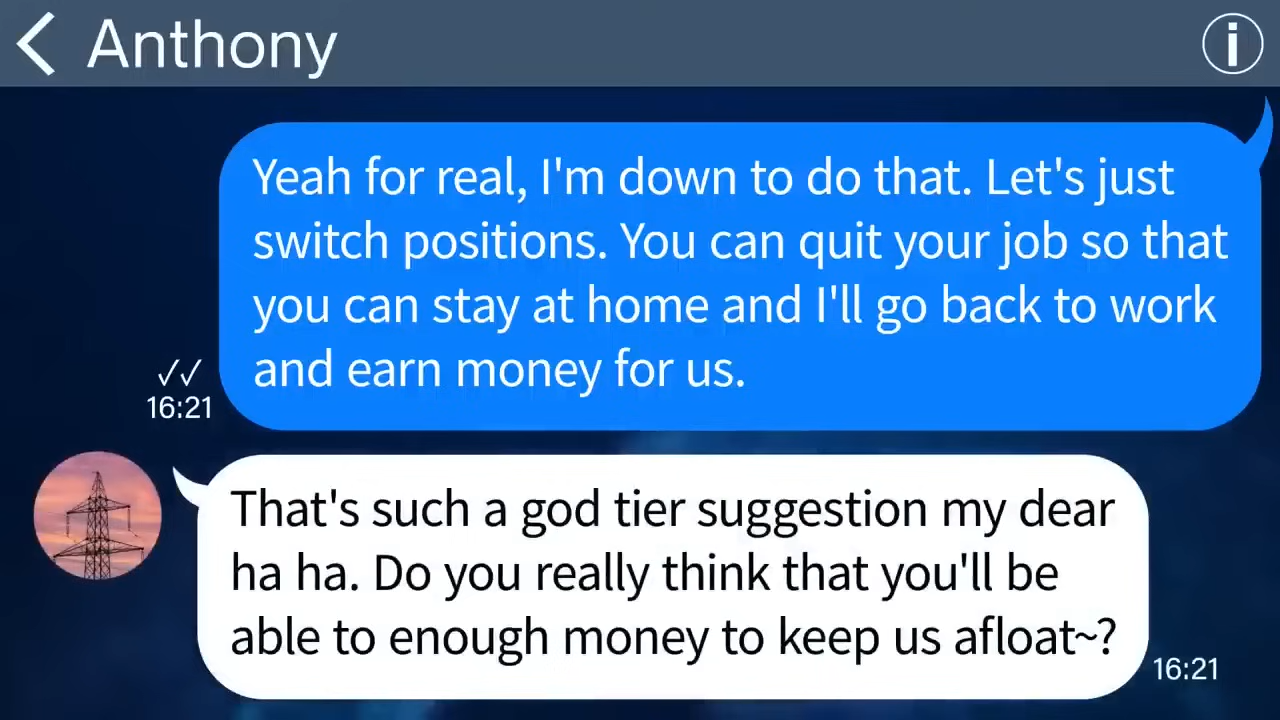 Anthony
i
Yeah for real, I'm down to do that. Let's just
switch positions. You can quit your job so that
you can stay at home and I'll go back to work
and earn money for us.
16:21
That's such a god tier suggestion my dear
ha ha. Do you really think that you'll be
able to enough money to keep us afloat~?
16:21